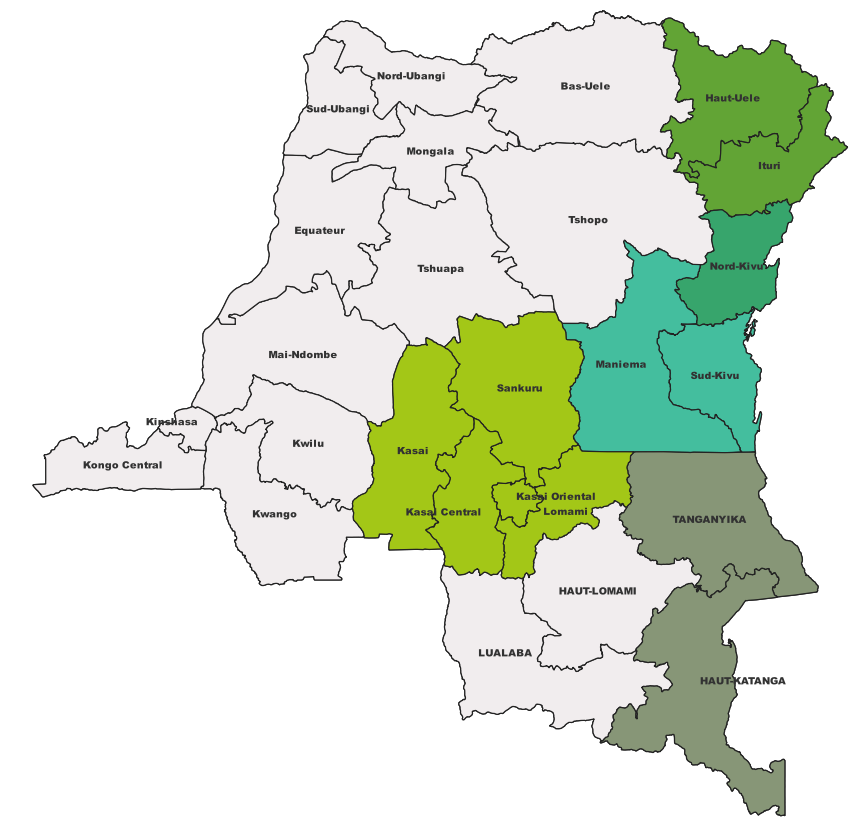 Nord-Ubangi
Bas-Uele
Haut-Uele
Sud-Ubangi
Mongala
Ituri
Equateur
Tshopo
Tshuapa
Nord-Kivu
Mai-Ndombe
Maniema
Sud-Kivu
Sankuru
Kinshasa
Kwilu
Kasai
Kongo Central
Kasai Oriental
Kasai Central
Lomami
Kwango
TANGANYIKA
HAUT-LOMAMI
LUALABA
HAUT-KATANGA